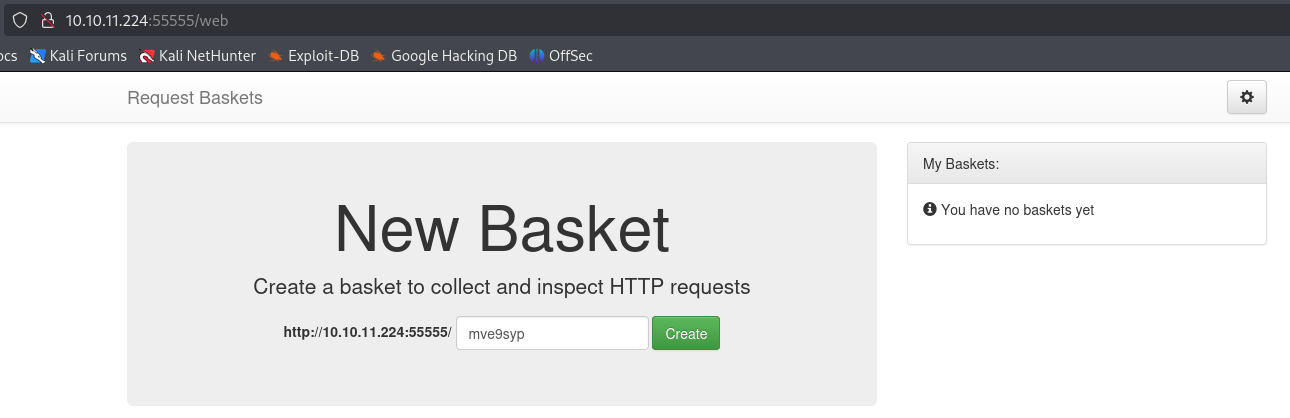 10.10.11.224:55555/web
ocs Kali Forums Kali NetHunter Exploit-DB Google Hacking DB OffSec
Request Baskets
New Basket
Create a basket to collect and inspect HTTP requests
http://10.10.11.224:55555/ mve9syp Create
My Baskets:
You have no baskets yet